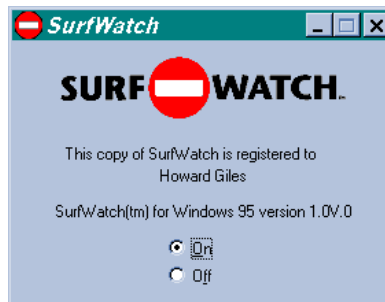 SurfWatch
SURF WATCH™
This copy of SurfWatch is registered to
Howard Giles
SurfWatch(tm) for Windows 95 version 1.0V.0
On
Off